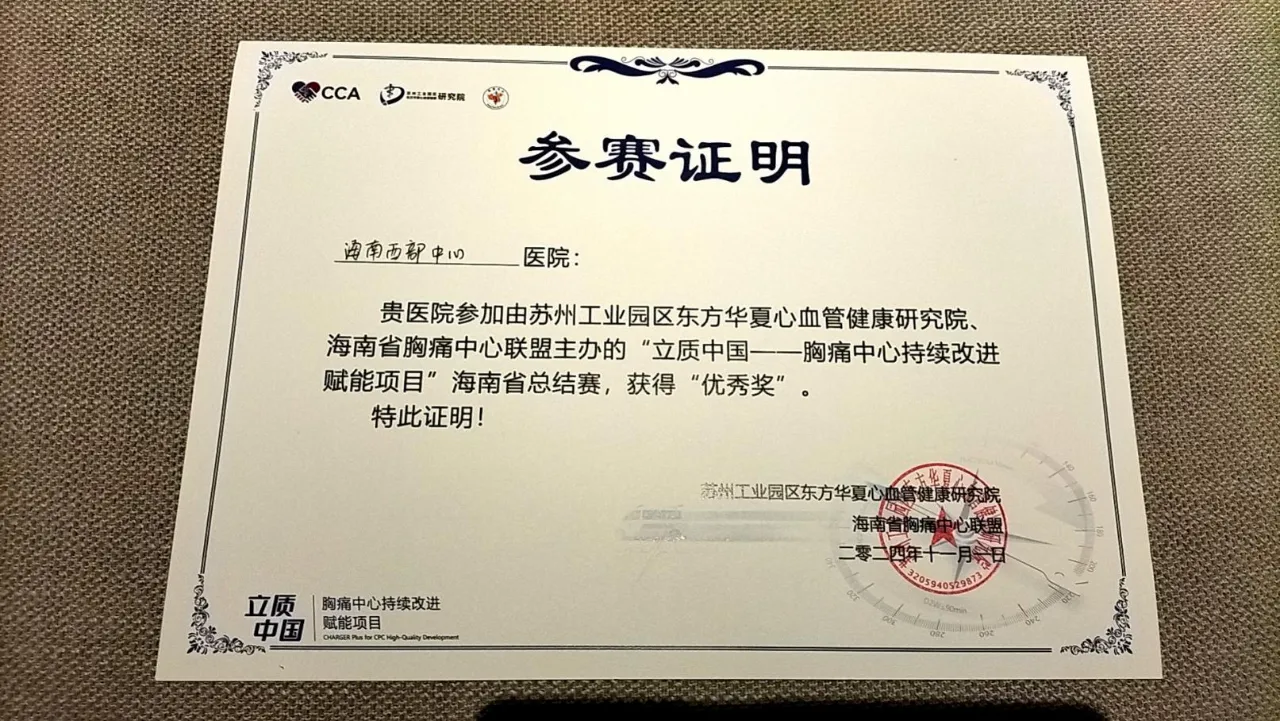 CCA
研究院
参赛证明
海南西部中心 医院：
贵医院参加由苏州工业园区东方华夏心血管健康研究院、
海南省胸痛中心联盟主办的“立质中国——胸痛中心持续改进
赋能项目”海南省总结赛，获得“优秀奖”。
特此证明！
苏州工业园区东方华夏心血管健康研究院
海南省胸痛中心联盟
二零二四年十一月一日
3205940529873
立质
中国
胸痛中心持续改进
赋能项目
CHARGER Plus for CPC High-Quality Development